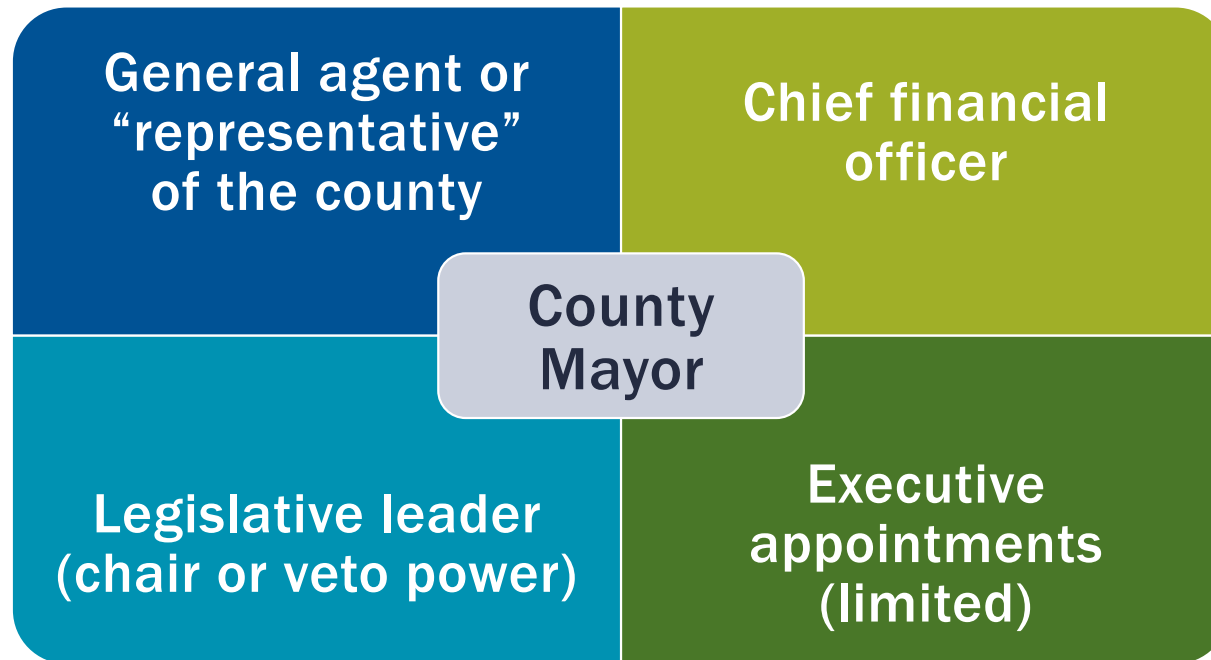 General agent or
“representative”
of the county
Chief financial
officer
County
Mayor
Legislative leader
(chair or veto power)
Executive
appointments
(limited)